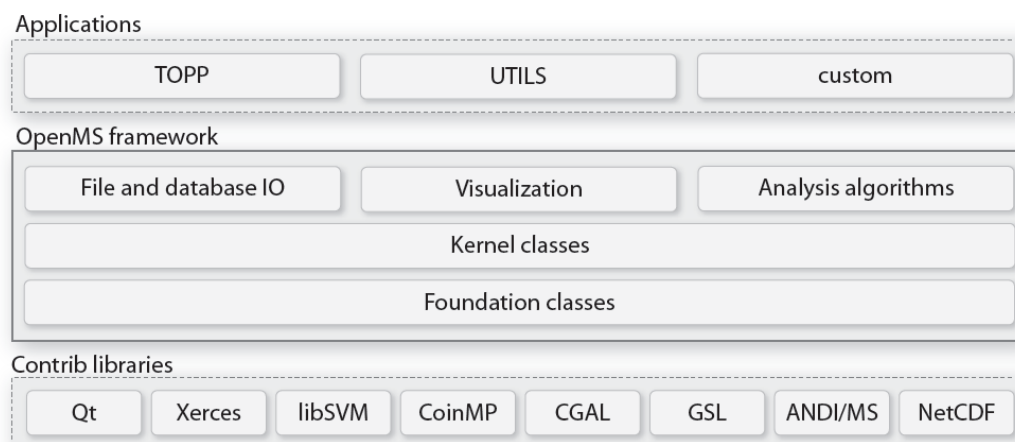 Applications
TOPP UTILS custom
OpenMS framework
File and database IO Visualization Analysis algorithms
Kernel classes
Foundation classes
Contrib libraries
Qt Xerces libSVM CoinMP CGAL GSL ANDI/MS NetCDF